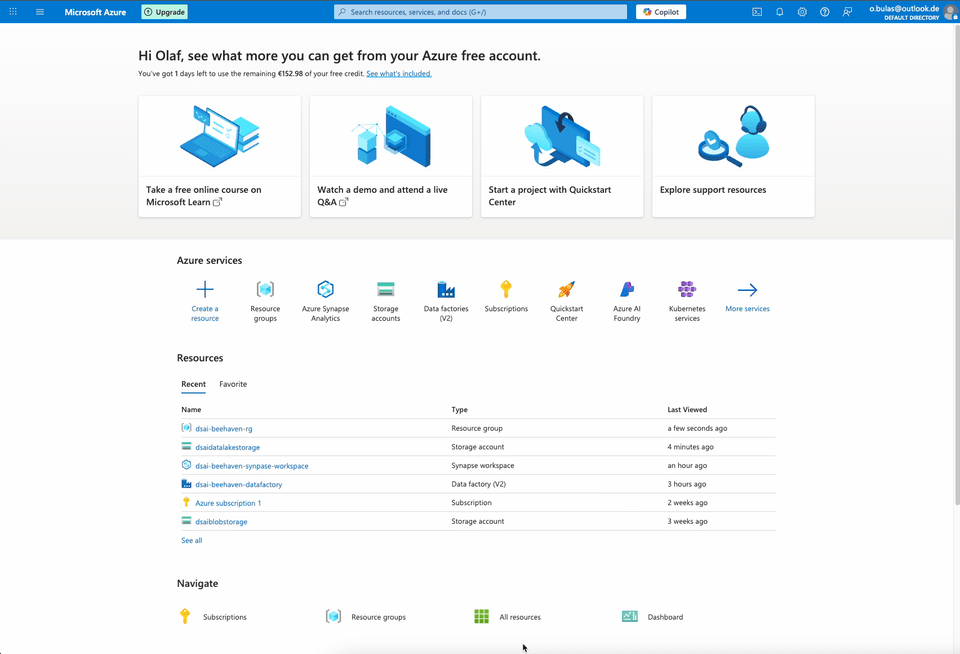 Microsoft Azure
Upgrade
Search resources, services, and docs (G+/)
Copilot
o.bulas@outlook.de
DEFAULT DIRECTORY
Hi Olaf, see what more you can get from your Azure free account.
You've got 1 days left to use the remaining €152.98 of your free credit. See what's included.
Take a free online course on
Microsoft Learn
Watch a demo and attend a live
Q&A
Start a project with Quickstart
Center
Explore support resources
Azure services
Create a
resource
Resource
groups
Azure Synapse
Analytics
Storage
accounts
Data factories
(V2)
Subscriptions
Quickstart
Center
Azure AI
Foundry
Kubernetes
services
More services
Resources
Recent Favorite
Name Type Last Viewed
dsai-beehaven-rg Resource group a few seconds ago
dsaidatalakestorage Storage account 4 minutes ago
dsai-beehaven-synpase-workspace Synapse workspace an hour ago
dsai-beehaven-datafactory Data factory (V2) 3 hours ago
Azure subscription 1 Subscription 2 weeks ago
dsaiblobstorage Storage account 3 weeks ago
See all
Navigate
Subscriptions Resource groups All resources Dashboard